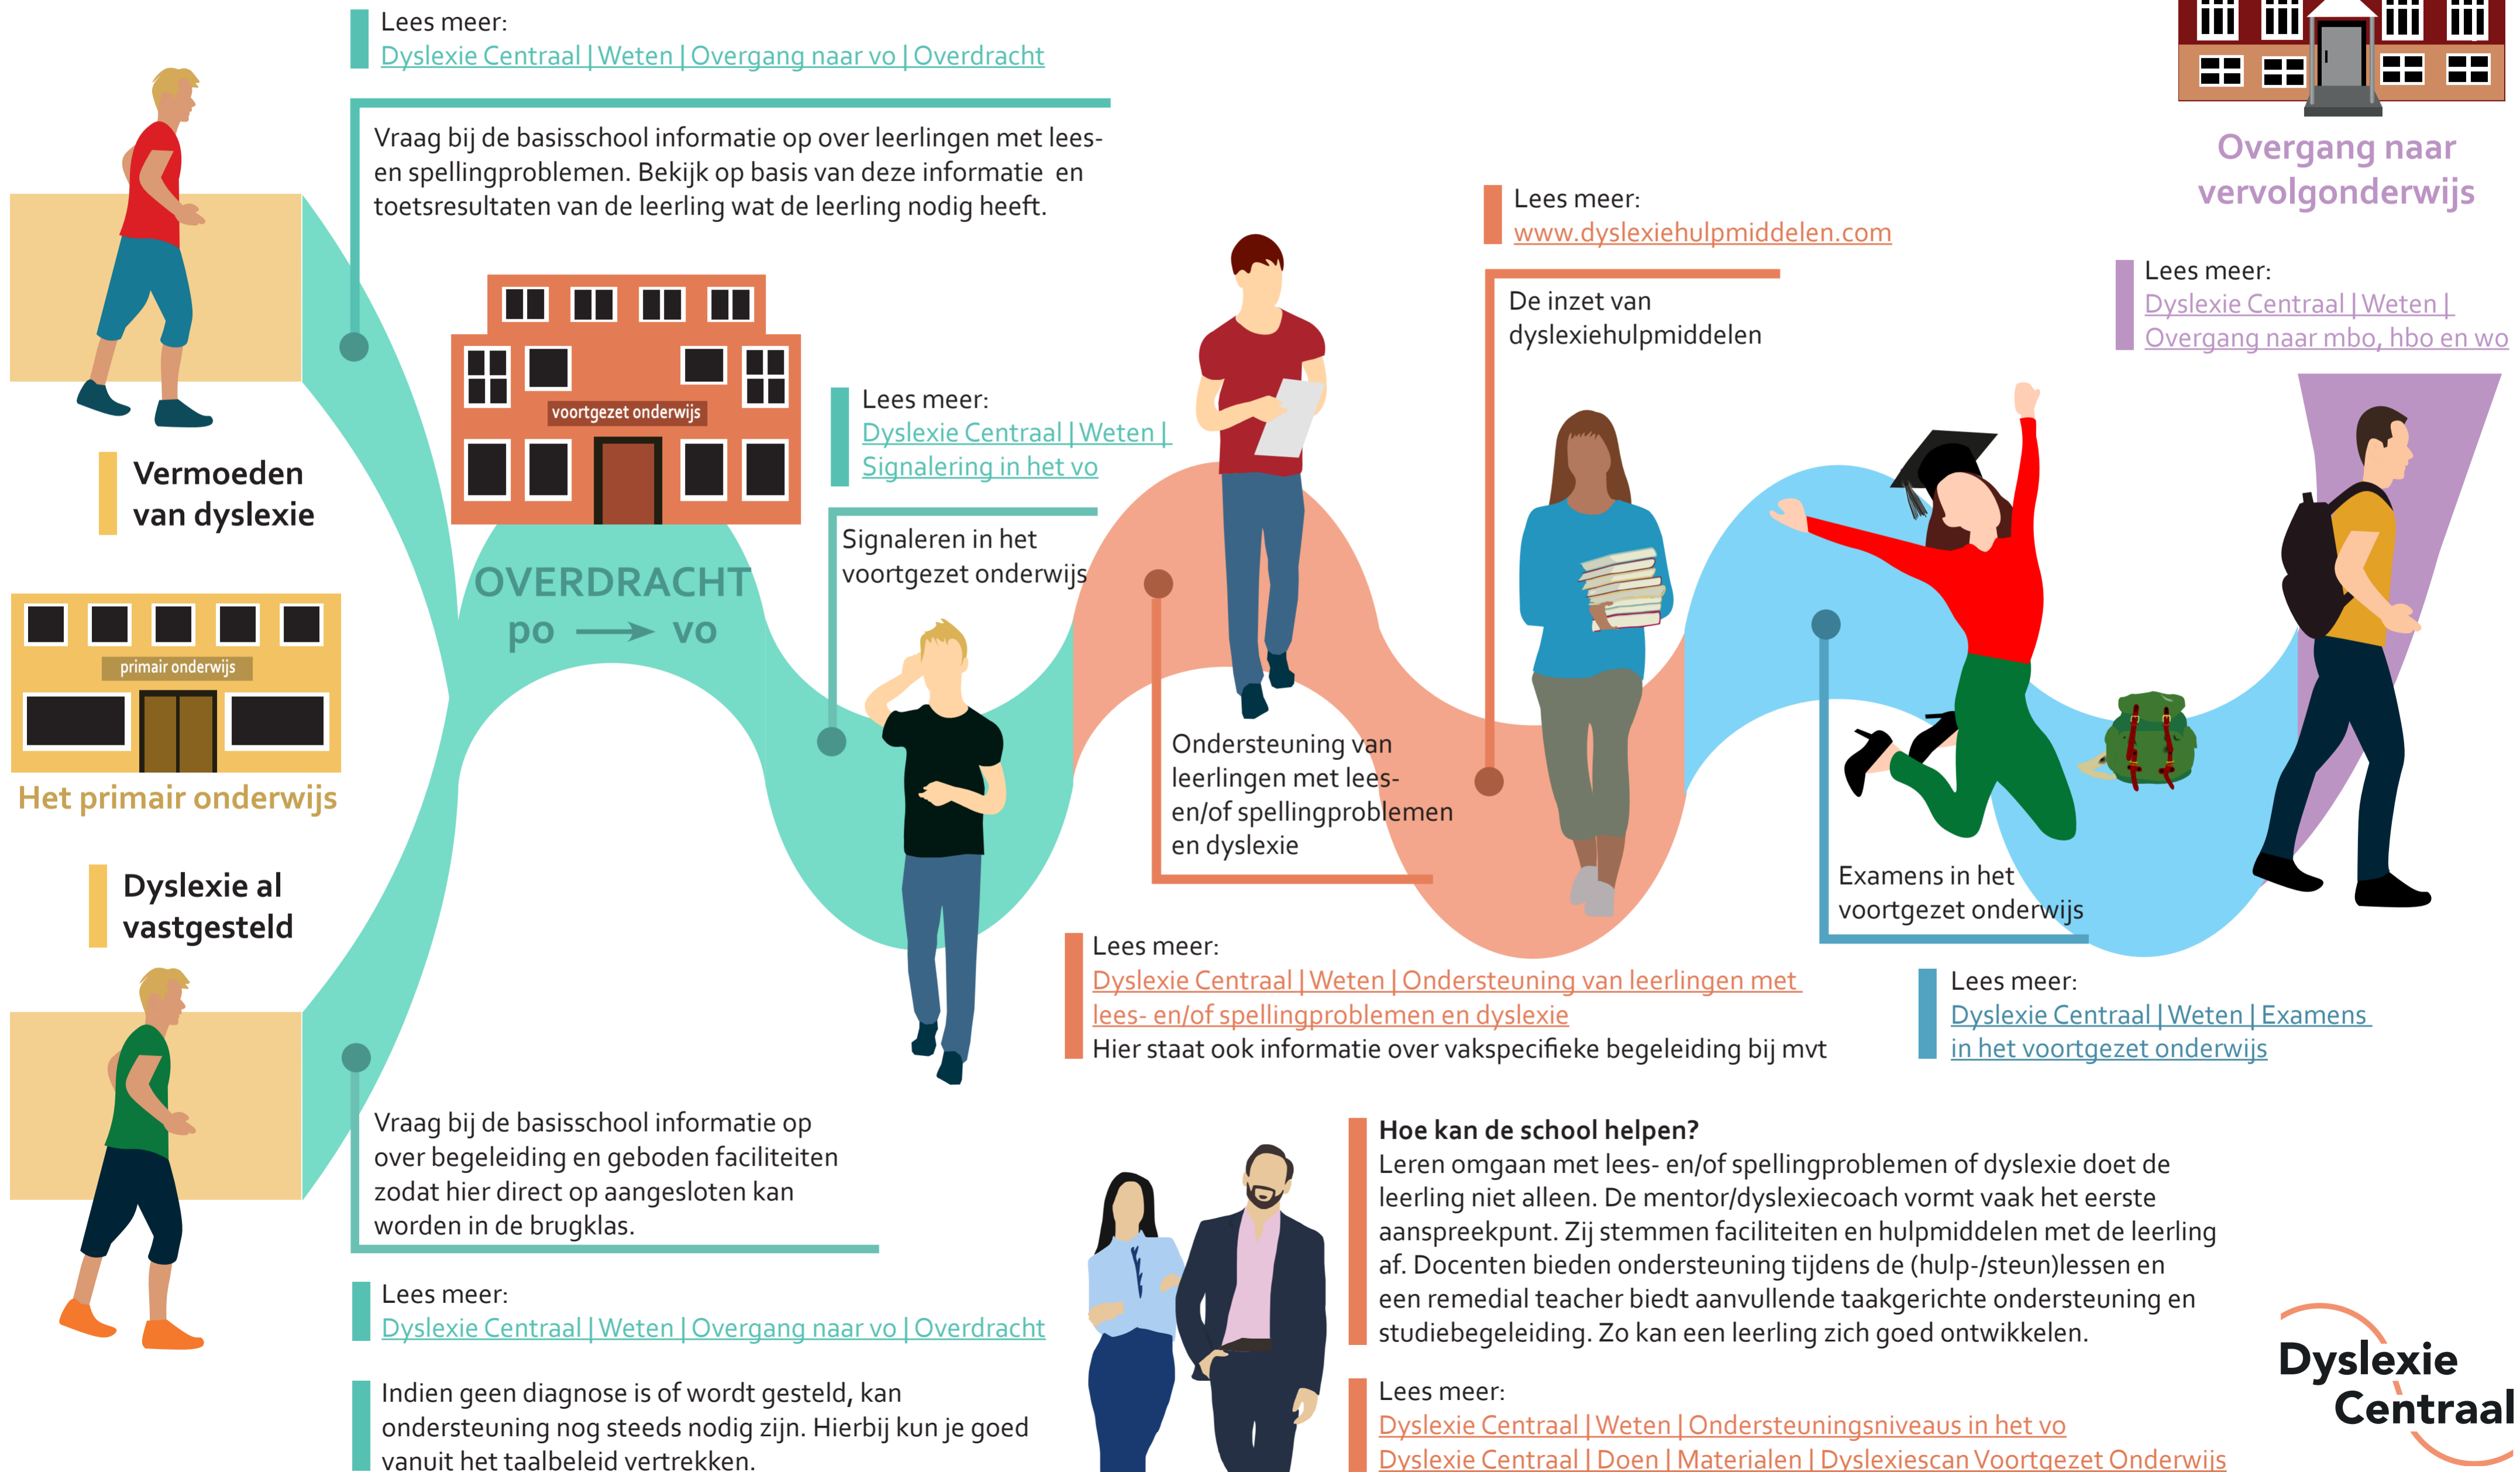 Lees meer:
Dyslexie Centraal | Weten | Overgang naar vo | Overdracht
Vraag bij de basisschool informatie op over leerlingen met lees-
en spellingproblemen. Bekijk op basis van deze informatie en
toetsresultaten van de leerling wat de leerling nodig heeft.
Vermoeden
van dyslexie
primair onderwijs
Het primair onderwijs
Dyslexie al
vastgesteld
voortgezet onderwijs
OVERDRACHT
po → vo
Vraag bij de basisschool informatie op
over begeleiding en geboden faciliteiten
zodat hier direct op aangesloten kan
worden in de brugklas.
Lees meer:
Dyslexie Centraal | Weten | Overgang naar vo | Overdracht
Indien geen diagnose is of wordt gesteld, kan
ondersteuning nog steeds nodig zijn. Hierbij kun je goed
vanuit het taalbeleid vertrekken.
Lees meer:
Dyslexie Centraal | Weten |
Signalering in het vo
Signaleren in het
voortgezet onderwijs
Ondersteuning van
leerlingen met lees-
en/of spellingproblemen
en dyslexie
Lees meer:
Dyslexie Centraal | Weten | Ondersteuning van leerlingen met
lees- en/of spellingproblemen en dyslexie
Hier staat ook informatie over vakspecifieke begeleiding bij mvt
Lees meer:
www.dyslexiehulpmiddelen.com
De inzet van
dyslexiehulpmiddelen
Examens in het
voortgezet onderwijs
Lees meer:
Dyslexie Centraal | Weten | Examens
in het voortgezet onderwijs
Overgang naar
vervolgonderwijs
Lees meer:
Dyslexie Centraal | Weten |
Overgang naar mbo, hbo en wo
Hoe kan de school helpen?
Leren omgaan met lees- en/of spellingproblemen of dyslexie doet de
leerling niet alleen. De mentor/dyslexiecoach vormt vaak het eerste
aanspreekpunt. Zij stemmen faciliteiten en hulpmiddelen met de leerling
af. Docenten bieden ondersteuning tijdens de (hulp-/steun)lessen en
een remedial teacher biedt aanvullende taakgerichte ondersteuning en
studiebegeleiding. Zo kan een leerling zich goed ontwikkelen.
Lees meer:
Dyslexie Centraal | Weten | Ondersteuningsniveaus in het vo
Dyslexie Centraal | Doen | Materialen | Dyslexiescan Voortgezet Onderwijs
Dyslexie
Centraal